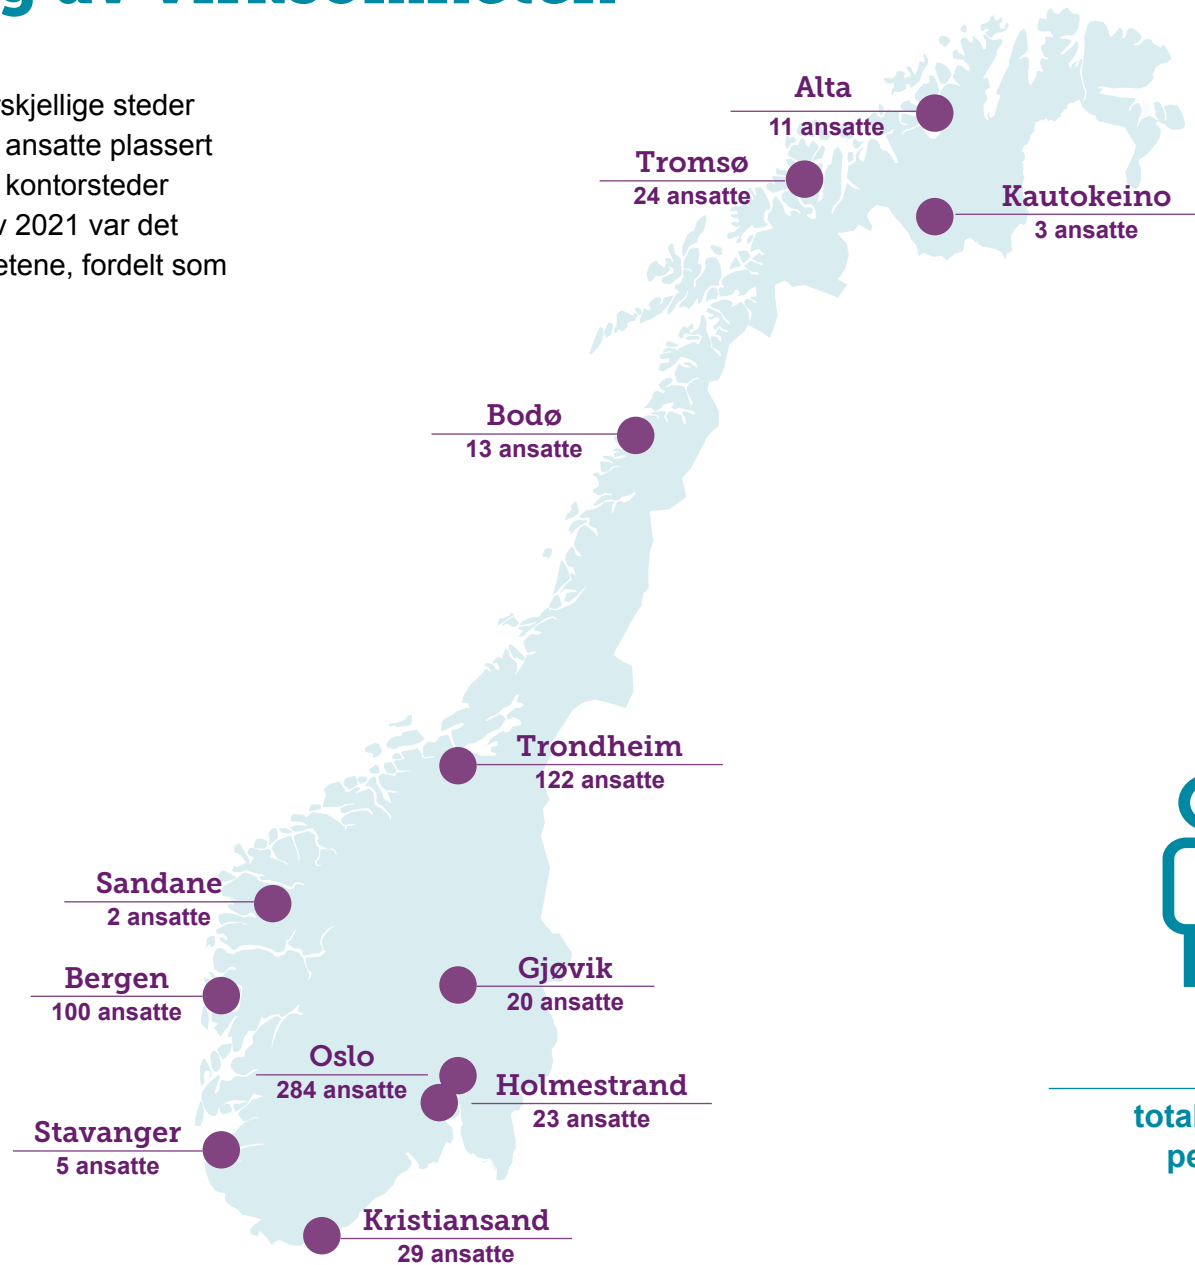 av virksomheten
skjellige steder
ansatte plassert
kontorsteder
2021 var det
fordelt som
Alta
11 ansatte
Tromsø
24 ansatte
Kautokeino
3 ansatte
Bodø
13 ansatte
Trondheim
122 ansatte
Sandane
2 ansatte
Bergen
100 ansatte
Gjøvik
20 ansatte
Oslo
284 ansatte
Holmestrand
23 ansatte
Stavanger
5 ansatte
Kristiansand
29 ansatte
total
pe